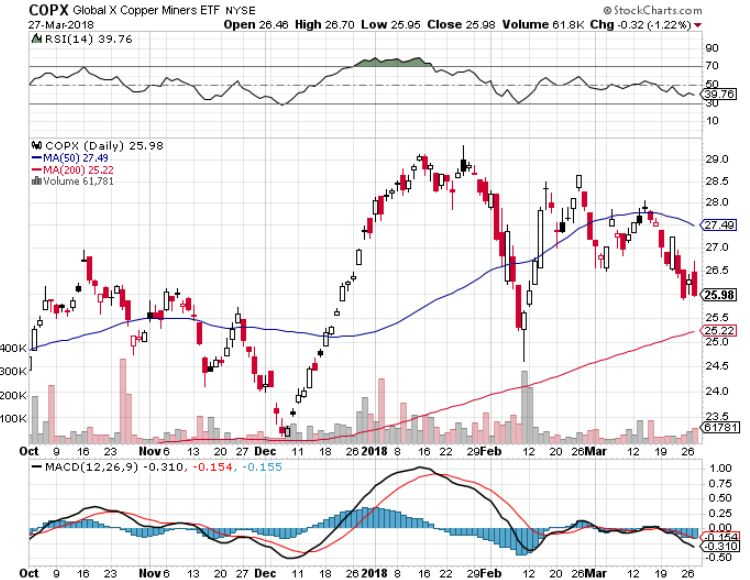 COPX Global X Copper Miners ETF NYSE © StockCharts.com
27-Mar-2018 Open 26.46 High 26.70 Low 25.95 Close 25.98 Volume 61.8K Chg -0.32 (-1.22%)
RSI(14) 39.76
90
70
50
39.76
30
10
COPX (Daily) 25.98
MA(50) 27.49
MA(200) 25.22
Volume 61,781
29.0
28.5
28.0
27.49
27.0
26.5
25.98
25.5
25.22
25.0
24.5
24.0
23.5
400K
300K
200K
100K
61781
Oct 9 16 23 Nov 6 13 20 27 Dec 11 18 26 2018 8 16 22 29 Feb 12 20 26 Mar 12 19 26
MACD(12,26,9) -0.310, -0.154, -0.155
1.00
0.75
0.50
0.25
0.00
-0.154
-0.310
-0.50
Oct 9 16 23 Nov 6 13 20 27 Dec 11 18 26 2018 8 16 22 29 Feb 12 20 26 Mar 12 19 26